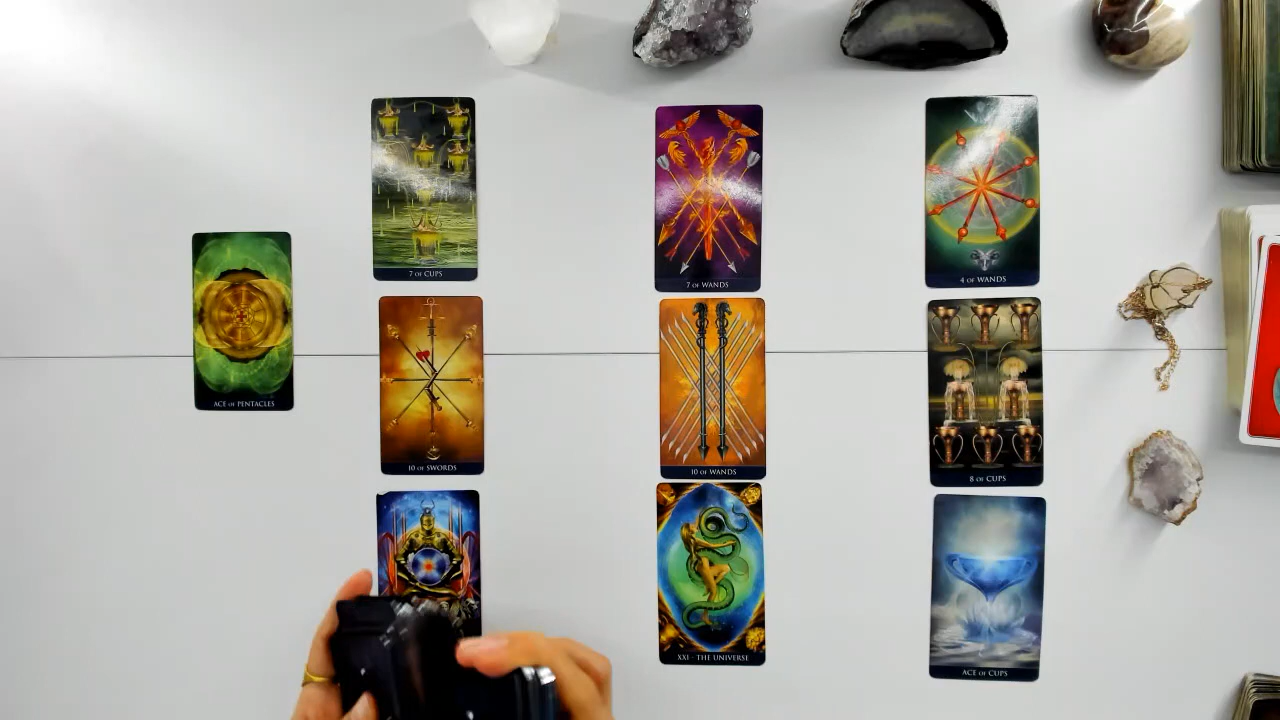 7 OF CUPS
7 OF WANDS
4 OF WANDS
ACE OF PENTACLES
10 OF SWORDS
10 OF WANDS
8 OF CUPS
XXI - THE UNIVERSE
ACE OF CUPS